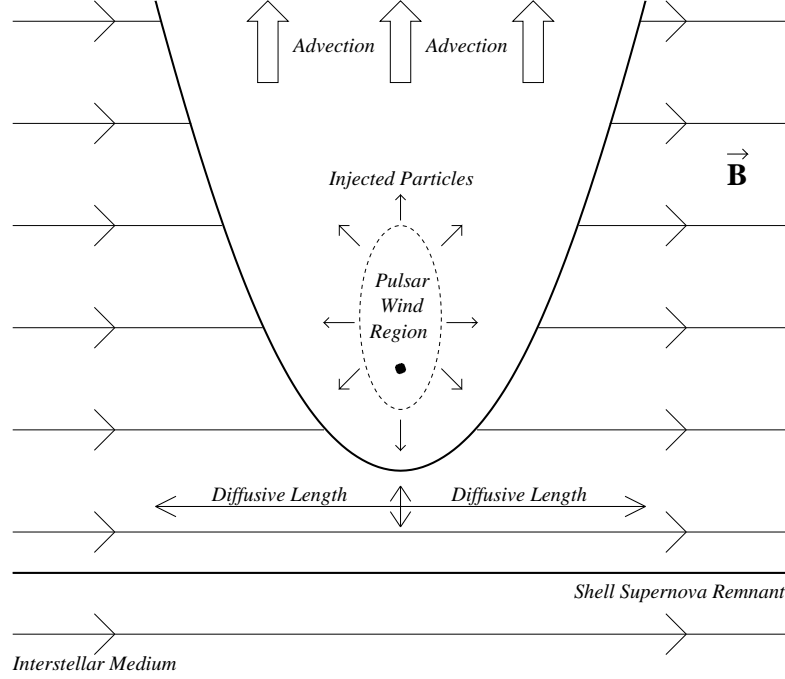 Advection Advection
B
Injected Particles
Pulsar
Wind
Region
Diffusive Length Diffusive Length
Shell Supernova Remnant
Interstellar Medium